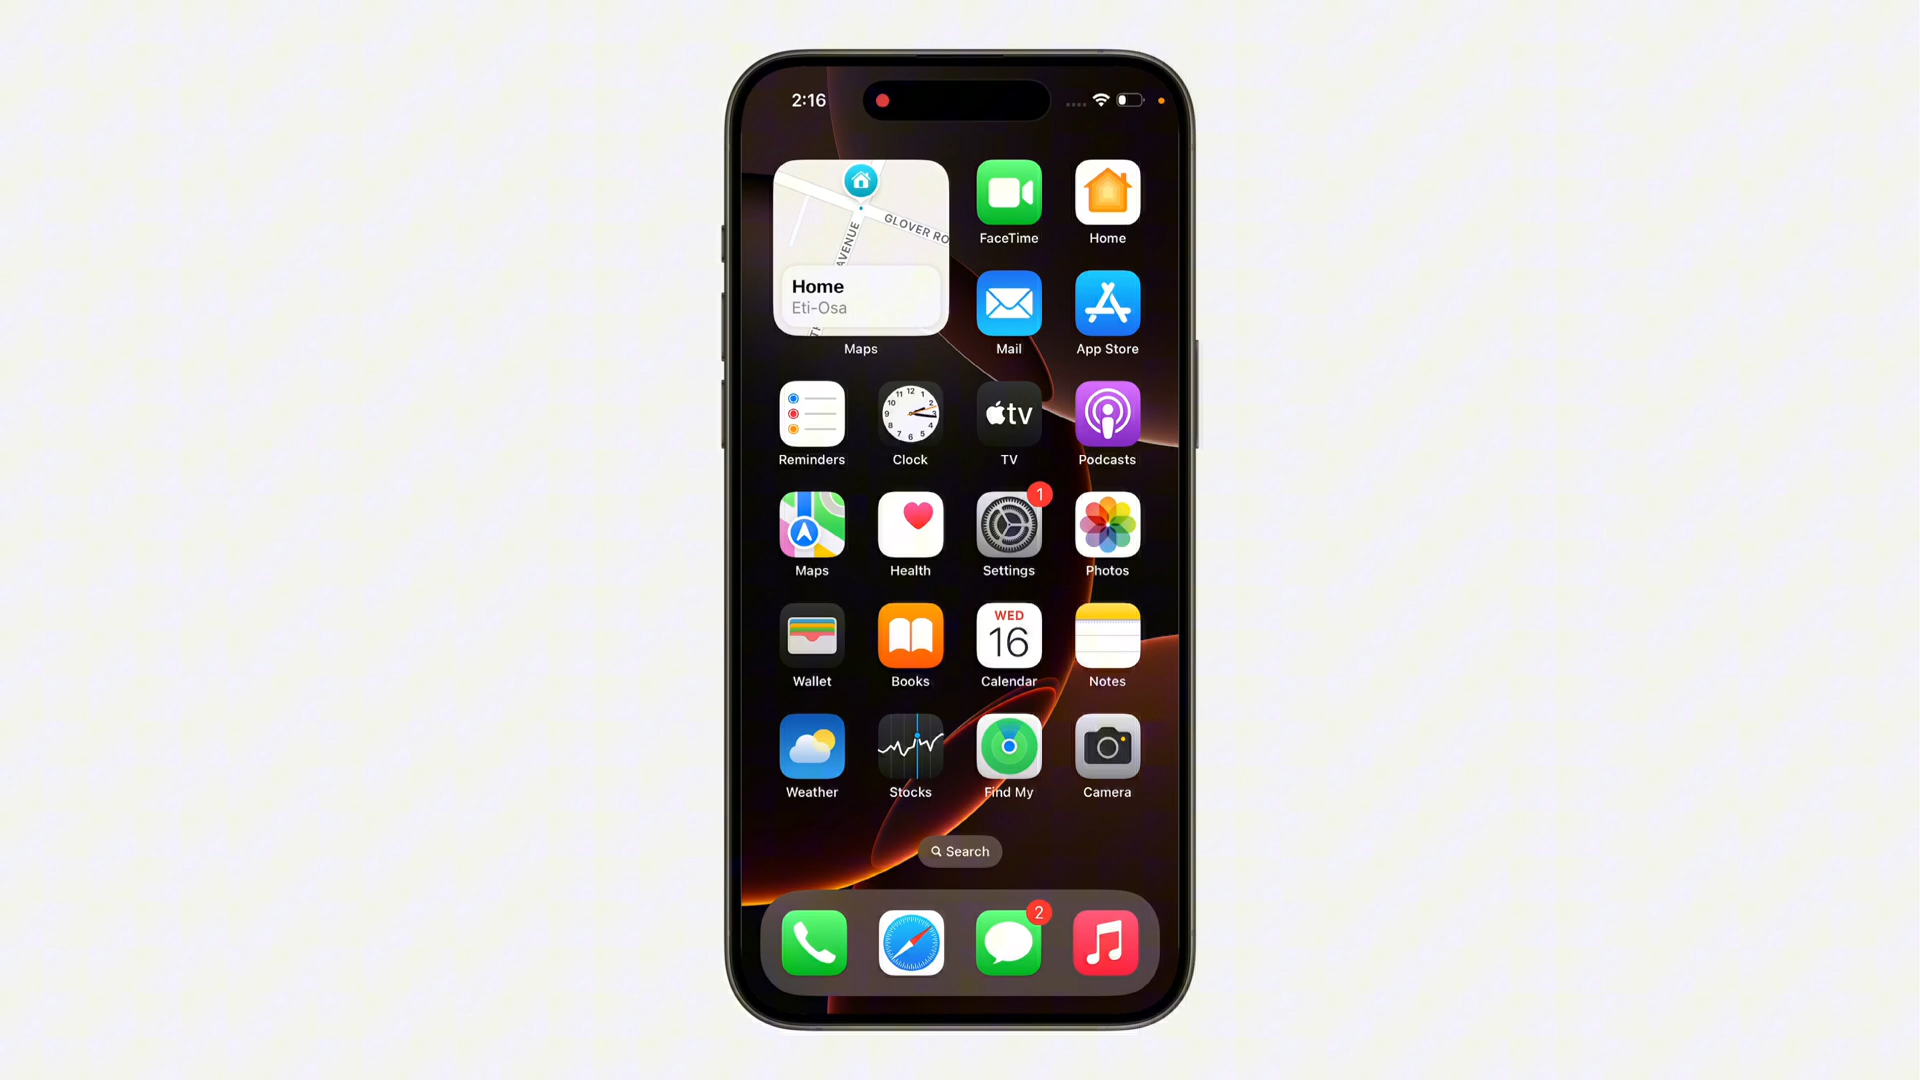 2:16
GLOVER RO
AVENUE
Home
Eti-Osa
Maps
FaceTime
Home
Mail
App Store
Reminders
Clock
tv
TV
Podcasts
1
Maps
Health
Settings
Photos
WED
16
Wallet
Books
Calendar
Notes
Weather
Stocks
Find My
Camera
Search
2